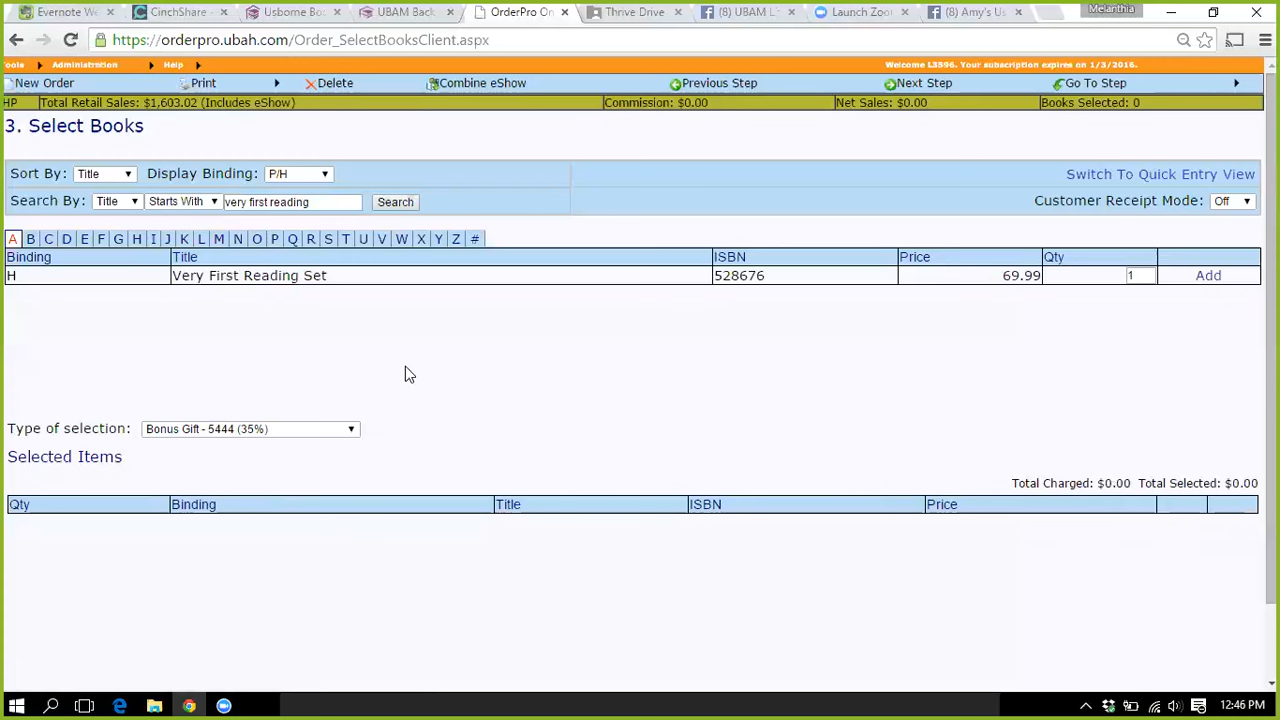 Evernote We
CinchShare
Usborne Bo
UBAM Back
OrderPro On
Thrive Drive
(8) UBAM L
Launch Zoo
(8) Amy's Us
Melanthia
https://orderpro.ubah.com/Order_SelectBooksClient.aspx
Tools Administration Help Welcome L3596. Your subscription expires on 1/3/2016.
New Order Print Delete Combine eShow Previous Step Next Step Go To Step
HP Total Retail Sales: $1,603.02 (Includes eShow) Commission: $0.00 Net Sales: $0.00 Books Selected: 0
3. Select Books
Sort By: Title Display Binding: P/H Switch To Quick Entry View
Search By: Title Starts With very first reading Search Customer Receipt Mode: Off
A B C D E F G H I J K L M N O P Q R S T U V W X Y Z #
Binding Title ISBN Price Qty
H Very First Reading Set 528676 69.99 1 Add
Type of selection: Bonus Gift - 5444 (35%)
Selected Items
Total Charged: $0.00 Total Selected: $0.00
Qty Binding Title ISBN Price
12:46 PM